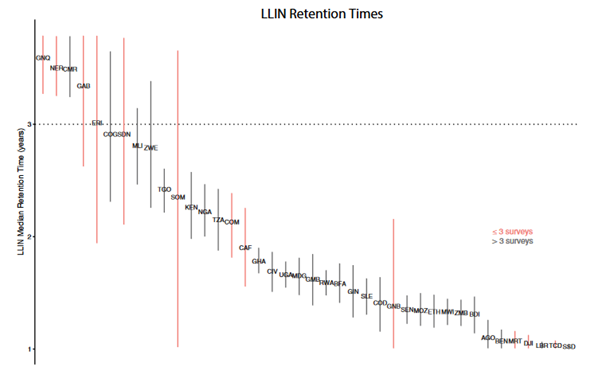 LLIN Retention Times
LLIN Median Retention Time (years)
3
2
1
GNQ
NER
CMR
GAB
ERI
COG
SDN
MLI
ZWE
TGO
SOM
KEN
NGA
TZA
COM
CAF
GHA
CIV
UGA
MDG
GMB
RWA
BFA
GIN
SLE
COD
GNB
SEN
MOZ
ETH
MWI
ZMB
BDI
AGO
BEN
MRT
DJI
LBR
TCD
SSD
≤ 3 surveys
> 3 surveys